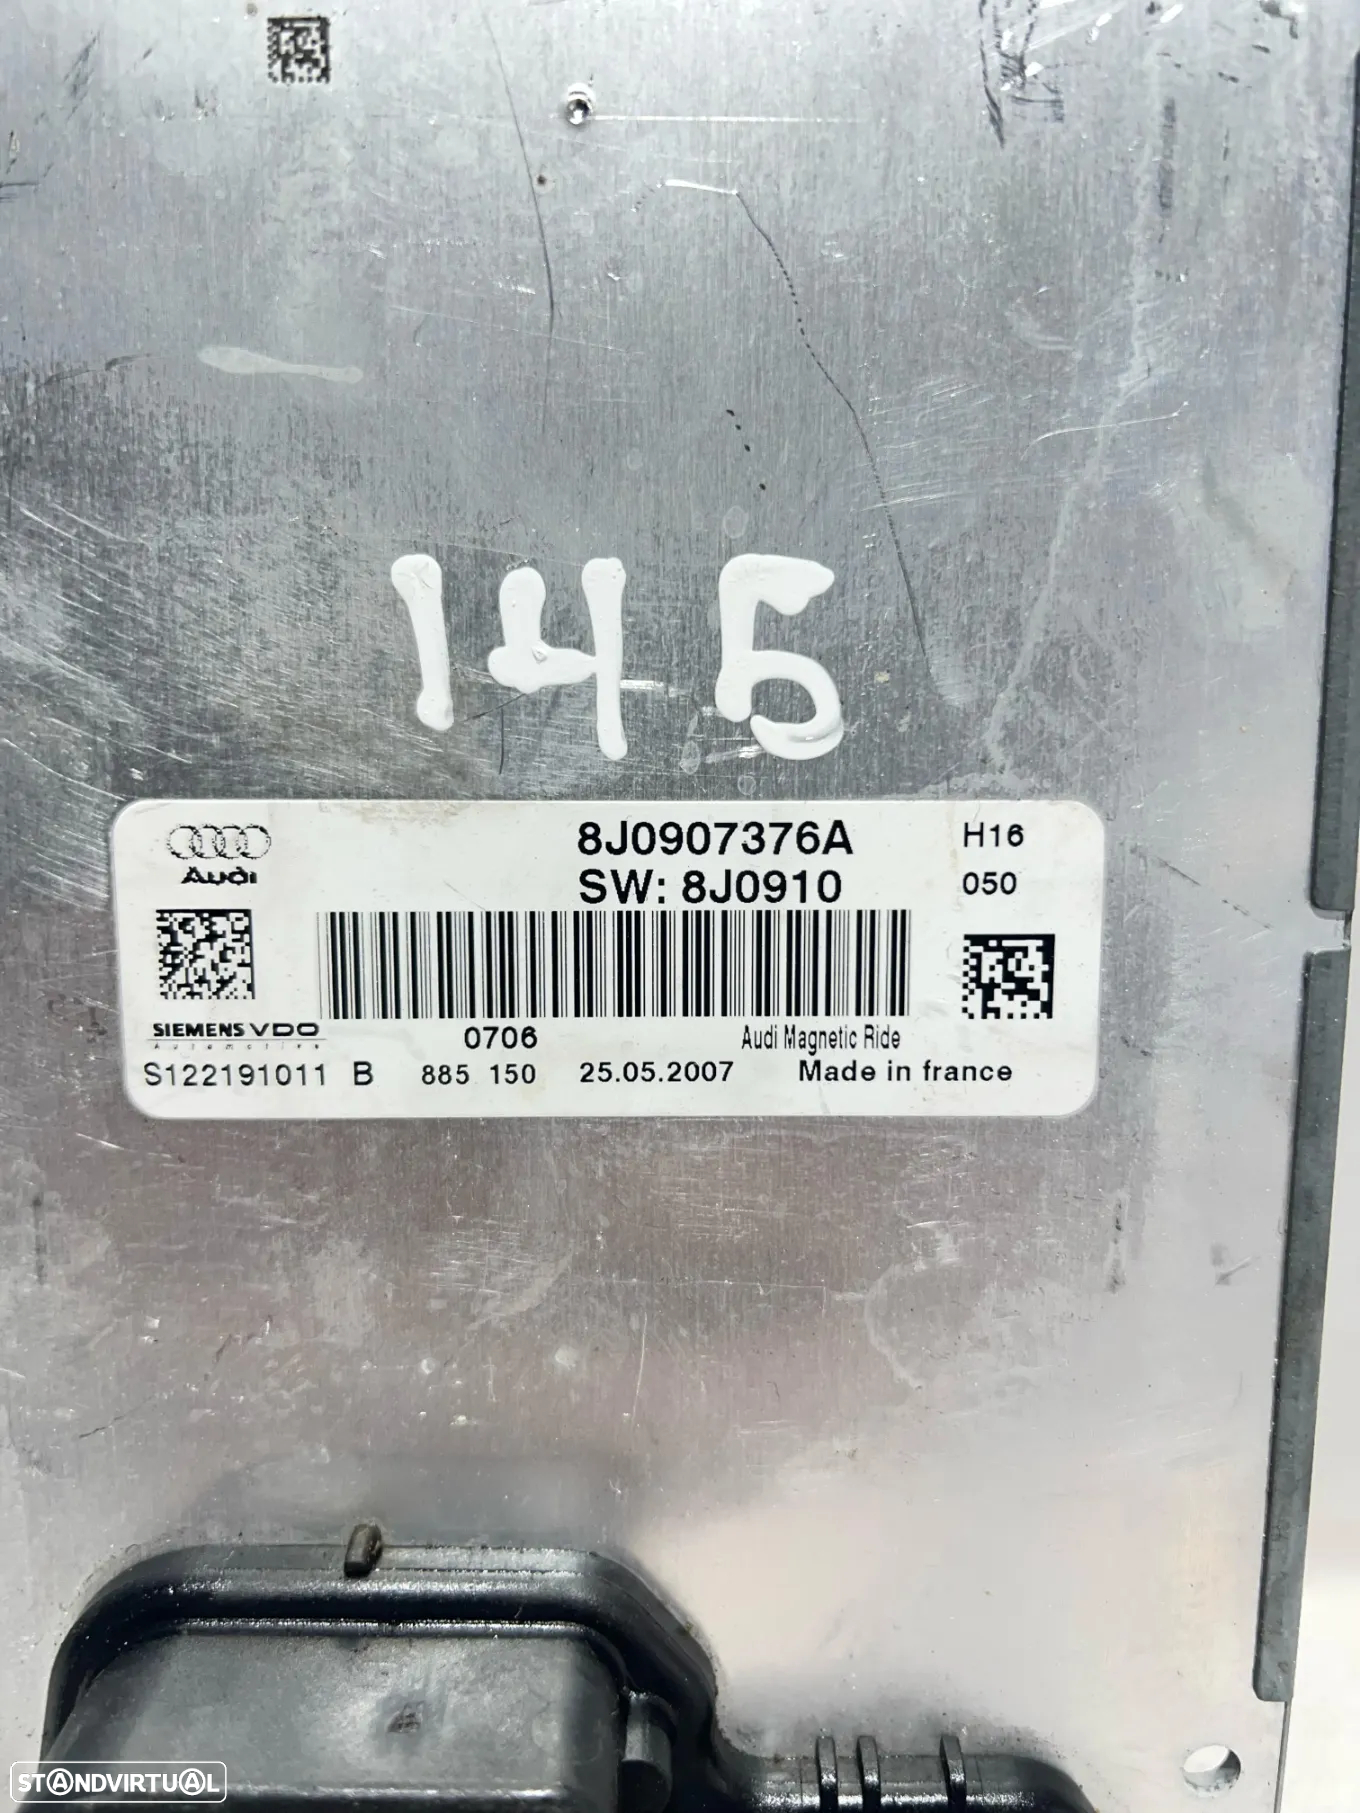 145
Audi
8J0907376A
H16
SW: 8J0910
050
SIEMENS VDO
Automotive
0706
Audi Magnetic Ride
S122191011 B 885 150 25.05.2007 Made in france
STANDVIRTUAL